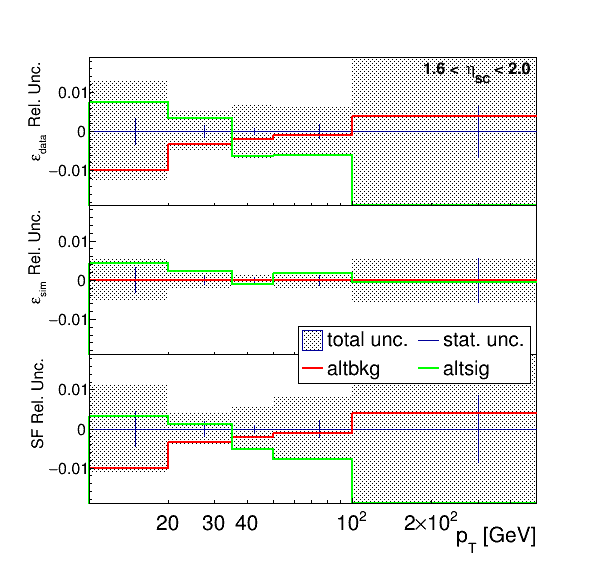 1.6 < η_SC < 2.0
ε_data Rel. Unc.
0.01
0
−0.01
ε_sim Rel. Unc.
0.01
0
−0.01
total unc. stat. unc.
altbkg altsig
SF Rel. Unc.
0.01
0
−0.01
20 30 40 10² 2×10²
p_T [GeV]